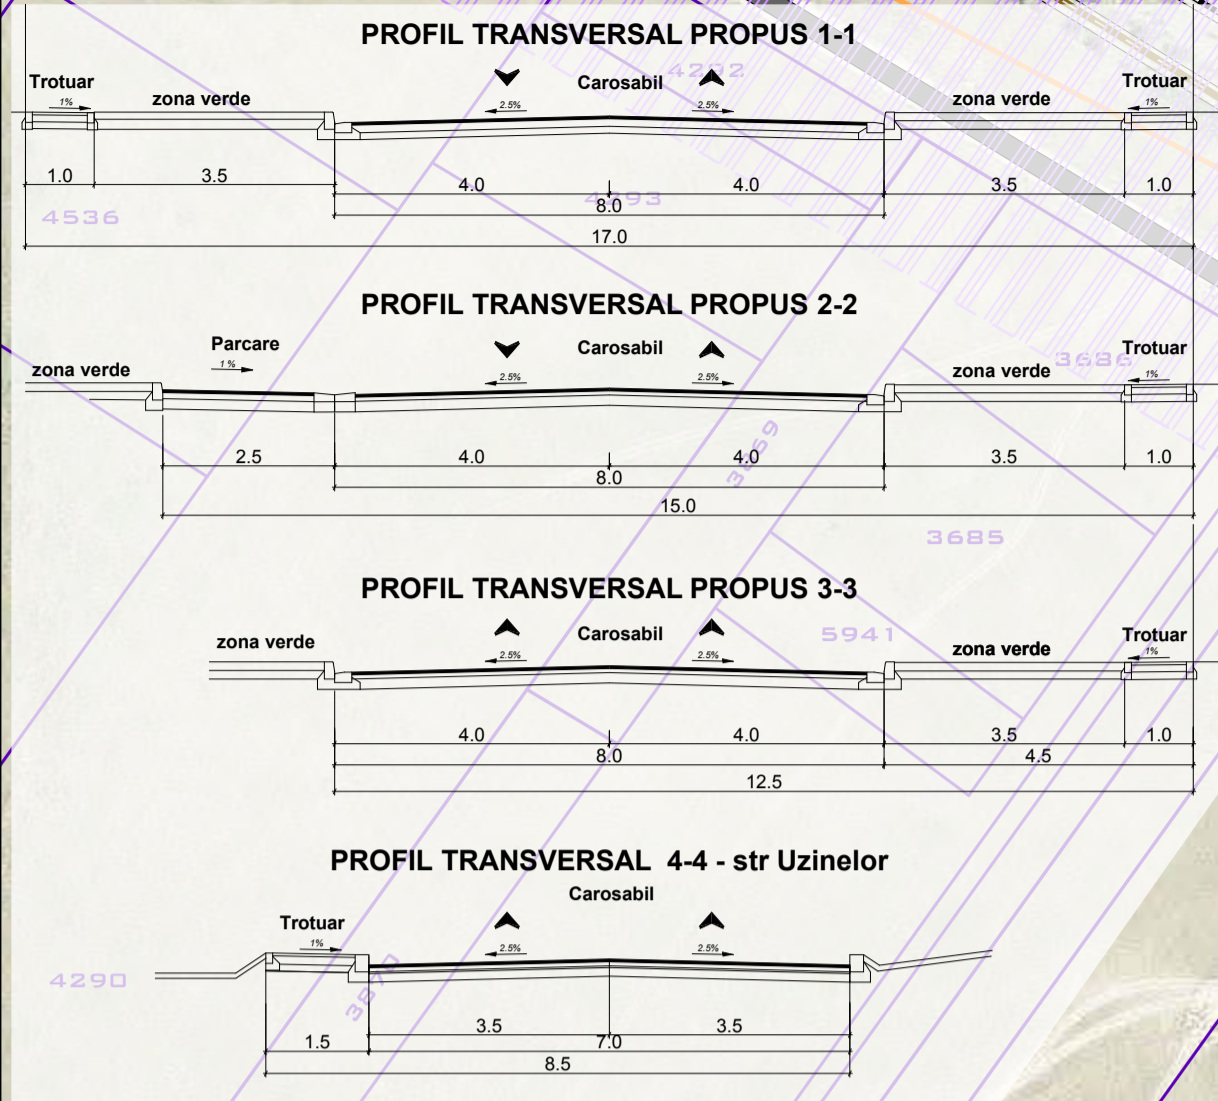 PROFIL TRANSVERSAL PROPUS 1-1
4292
Trotuar Carosabil Trotuar
1% zona verde 2.5% 2.5% zona verde 1%
1.0 3.5 4.0 4.0 3.5 1.0
4536 4293
8.0
17.0
PROFIL TRANSVERSAL PROPUS 2-2
Parcare Carosabil Trotuar
3686
zona verde 1% 2.5% 2.5% zona verde 1%
3869
2.5 4.0 4.0 3.5 1.0
8.0
15.0
3685
PROFIL TRANSVERSAL PROPUS 3-3
zona verde Carosabil 5941 Trotuar
2.5% 2.5% zona verde 1%
4.0 4.0 3.5 1.0
8.0 4.5
12.5
PROFIL TRANSVERSAL 4-4 - str Uzinelor
Carosabil
Trotuar
1% 2.5% 2.5%
4290 3870
3.5 3.5
1.5 7.0
8.5